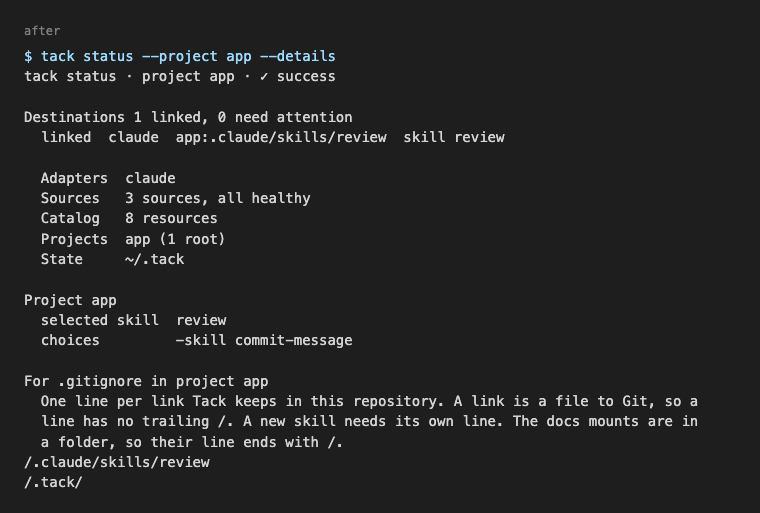 after
$ tack status --project app --details
tack status · project app · ✓ success
Destinations 1 linked, 0 need attention
linked claude app:.claude/skills/review skill review
Adapters claude
Sources 3 sources, all healthy
Catalog 8 resources
Projects app (1 root)
State ~/.tack
Project app
selected skill review
choices -skill commit-message
For .gitignore in project app
One line per link Tack keeps in this repository. A link is a file to Git, so a
line has no trailing /. A new skill needs its own line. The docs mounts are in
a folder, so their line ends with /.
/.claude/skills/review
/.tack/